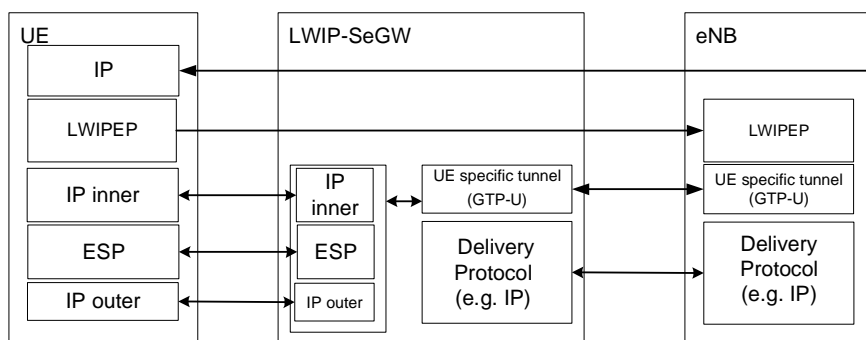 UE
LWIP-SeGW
eNB
IP
LWIPEP
LWIPEP
IP inner
IP
inner
UE specific tunnel
(GTP-U)
UE specific tunnel
(GTP-U)
ESP
ESP
Delivery
Protocol
(e.g. IP)
Delivery
Protocol
(e.g. IP)
IP outer
IP outer